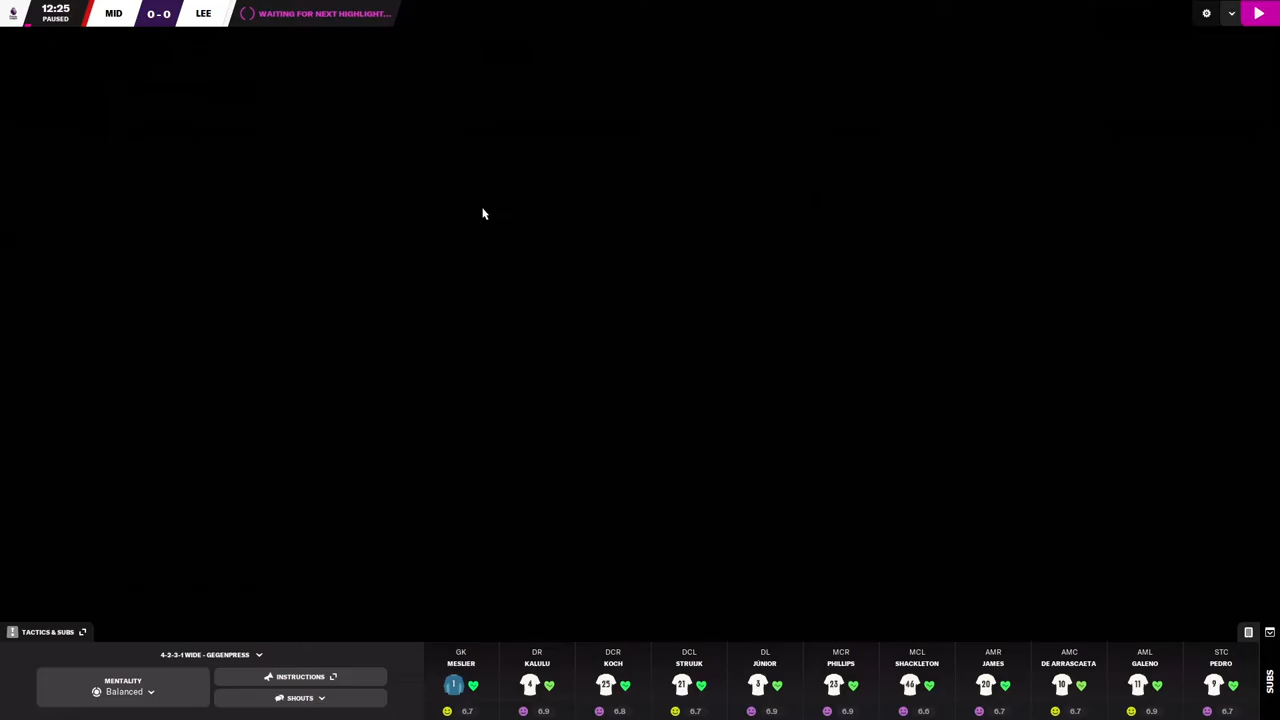 12:25
PAUSED
MID
0 - 0
LEE
WAITING FOR NEXT HIGHLIGHT...
TACTICS & SUBS
4-2-3-1 WIDE - GEGENPRESS
MENTALITY
Balanced
INSTRUCTIONS
SHOUTS
GK
MESLIER
1
6.7
DR
KALULU
4
6.9
DCR
KOCH
25
6.8
DCL
STRUIJK
21
6.7
DL
JÚNIOR
3
6.9
MCR
PHILLIPS
23
6.9
MCL
SHACKLETON
46
6.6
AMR
JAMES
20
6.7
AMC
DE ARRASCAETA
10
6.7
AML
GALENO
11
6.9
STC
PEDRO
9
6.7
SUBS